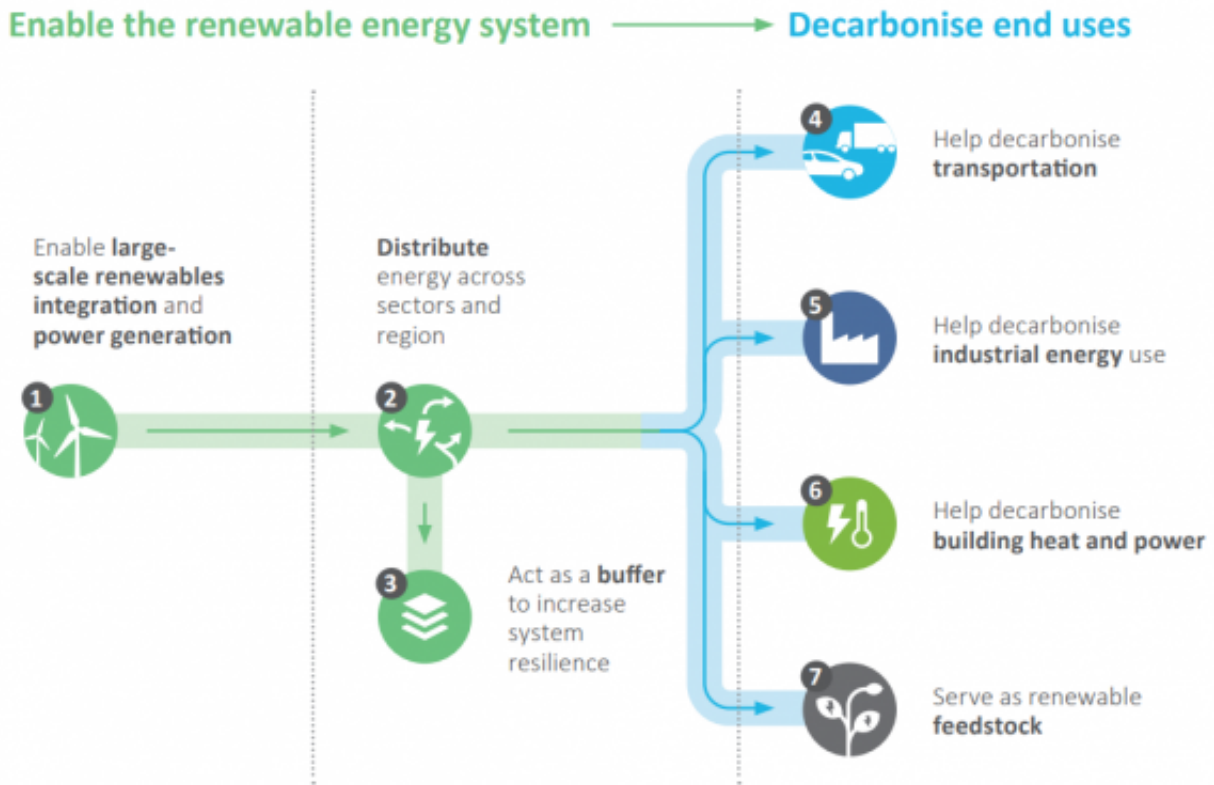 Enable the renewable energy system
Decarbonise end uses
1
Enable large-
scale renewables
integration and
power generation
2
Distribute
energy across
sectors and
region
3
Act as a buffer
to increase
system
resilience
4
Help decarbonise
transportation
5
Help decarbonise
industrial energy use
6
Help decarbonise
building heat and power
7
Serve as renewable
feedstock